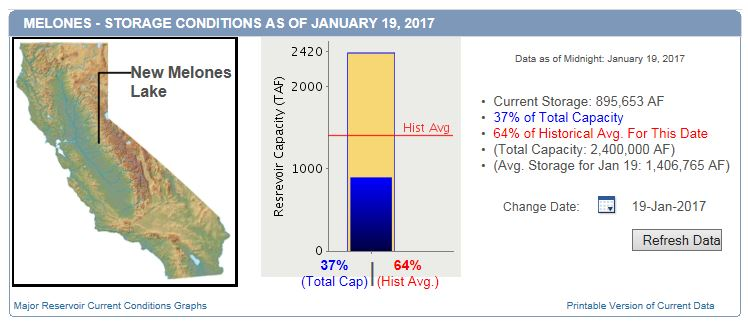 MELONES - STORAGE CONDITIONS AS OF JANUARY 19, 2017
New Melones
Lake
Resrevoir Capacity (TAF)
2420
2000
1000
0
Hist Avg
37%
(Total Cap)
64%
(Hist Avg.)
Data as of Midnight: January 19, 2017
• Current Storage: 895,653 AF
• 37% of Total Capacity
• 64% of Historical Avg. For This Date
• (Total Capacity: 2,400,000 AF)
• (Avg. Storage for Jan 19: 1,406,765 AF)
Change Date: 19-Jan-2017
Refresh Data
Major Reservoir Current Conditions Graphs
Printable Version of Current Data